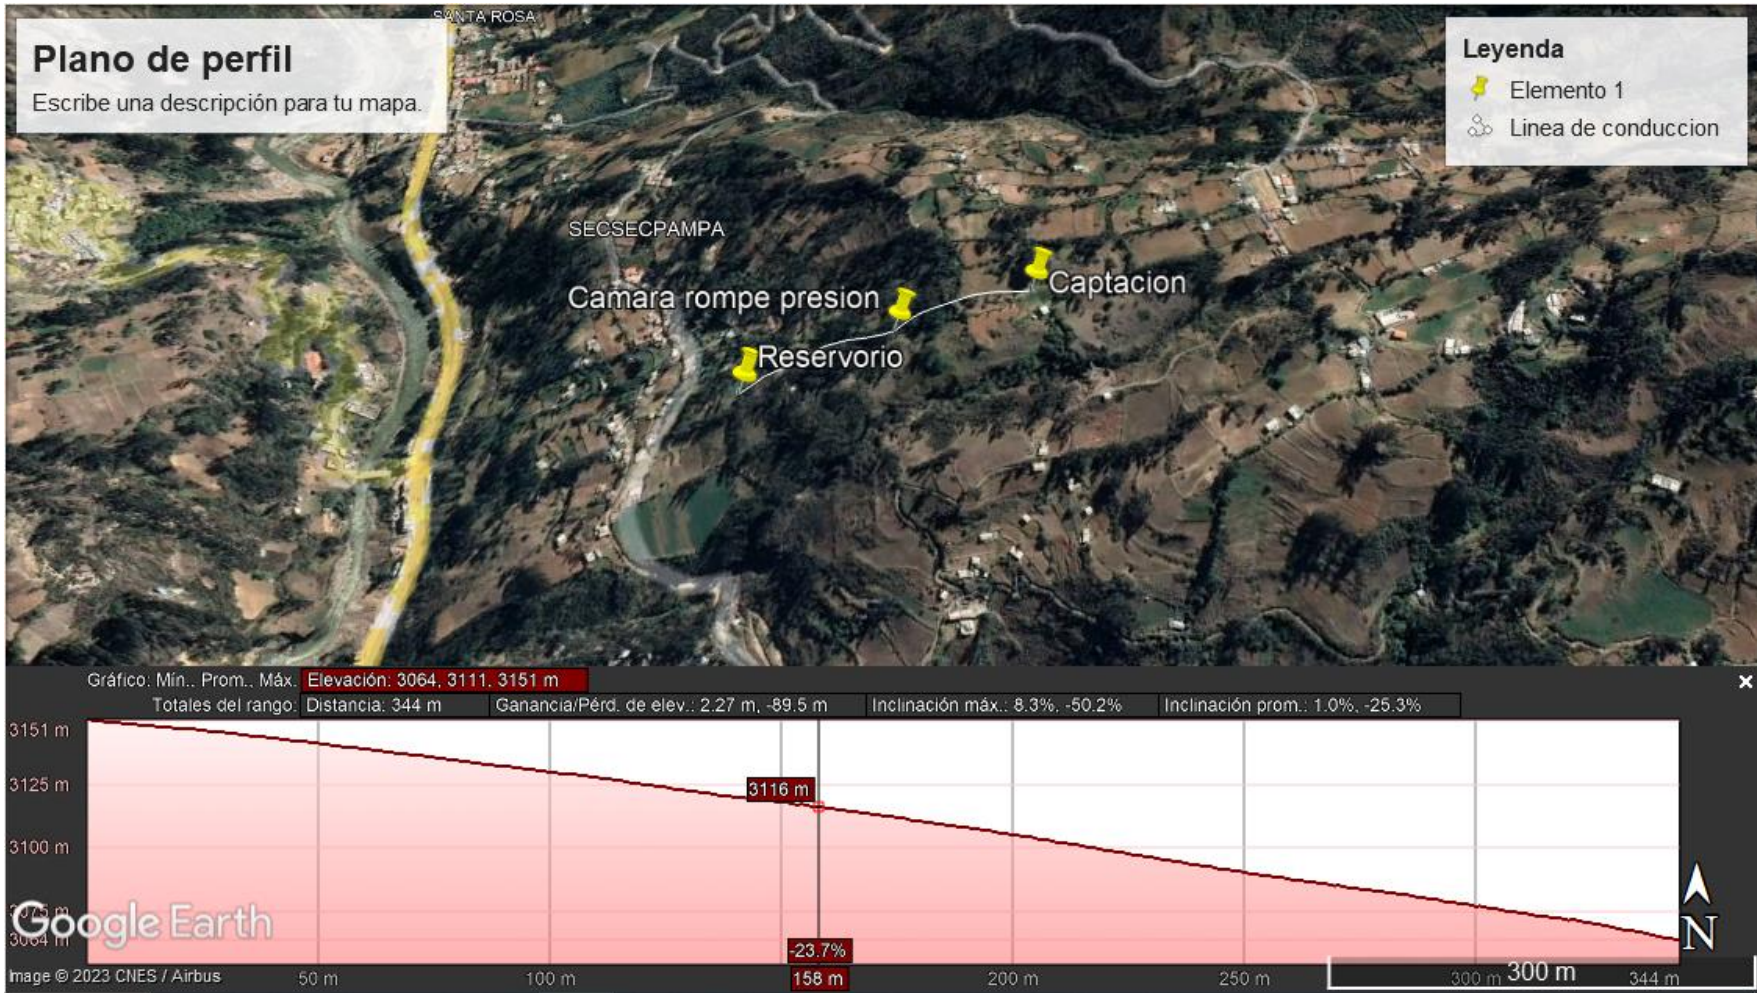 SANTA ROSA
Plano de perfil
Escribe una descripción para tu mapa.
Leyenda
Elemento 1
Linea de conduccion
SECSECPAMPA
Captacion
Camara rompe presion
Reservorio
Gráfico: Mín., Prom., Máx. Elevación: 3064, 3111, 3151 m
Totales del rango: Distancia: 344 m Ganancia/Pérd. de elev.: 2.27 m, -89.5 m Inclinación máx.: 8.3%, -50.2% Inclinación prom.: 1.0%, -25.3%
3151 m
3125 m
3116 m
3100 m
3075 m
Google Earth
3064 m
N
-23.7%
Image © 2023 CNES / Airbus
50 m 100 m 158 m 200 m 250 m 300 m 344 m
300 m